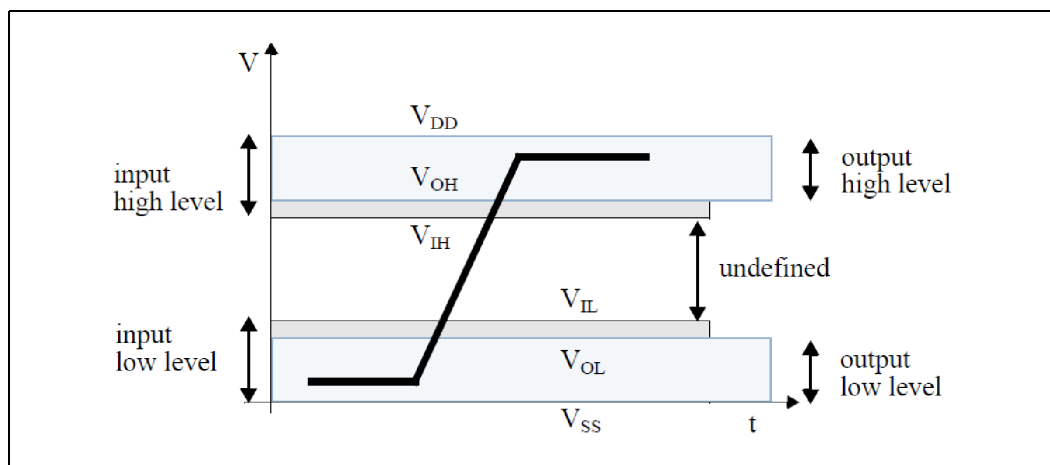 V
V_DD
input
high level
V_OH
output
high level
V_IH
undefined
V_IL
input
low level
V_OL
output
low level
V_SS
t